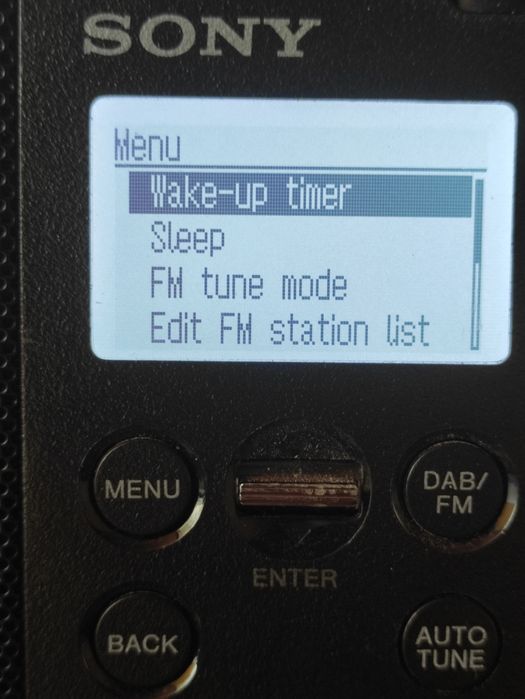 SONY
Menu
Wake-up timer
Sleep
FM tune mode
Edit FM station list
MENU
DAB/
FM
ENTER
BACK
AUTO
TUNE